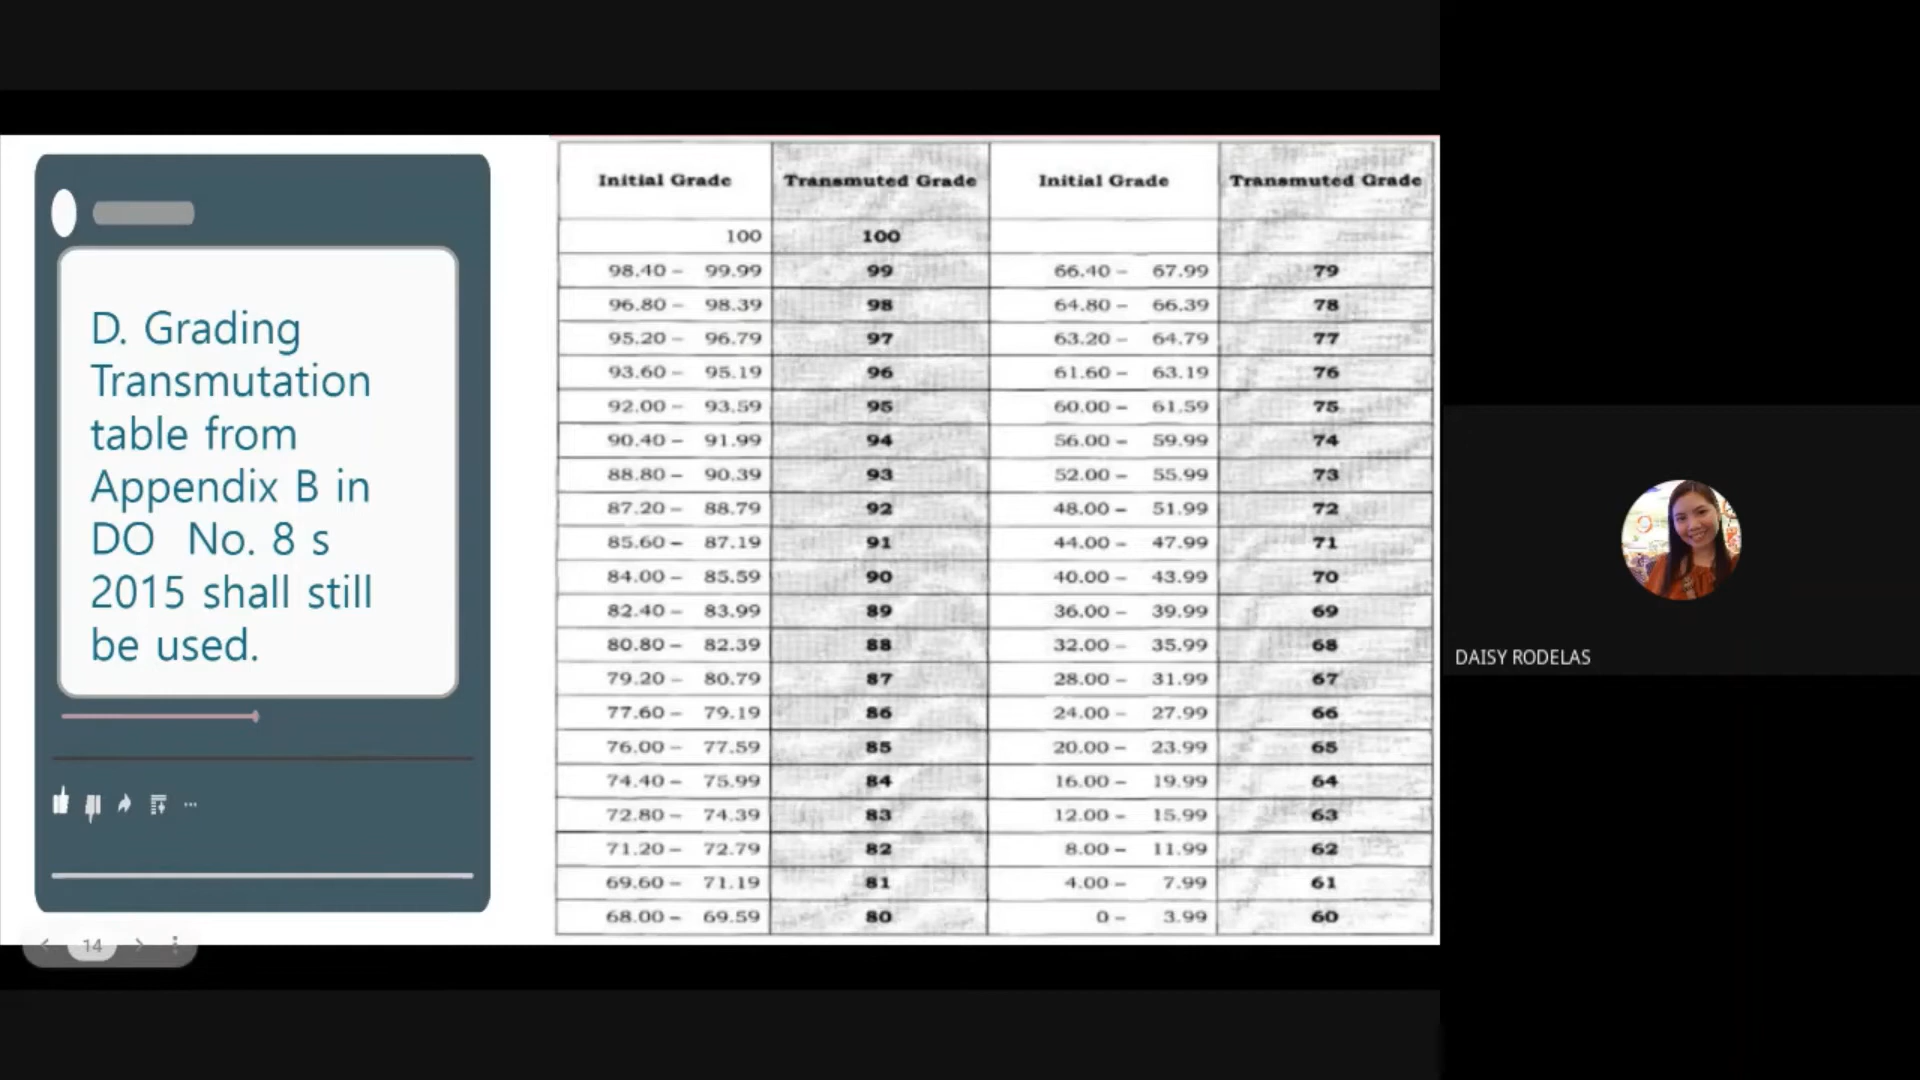 D. Grading
Transmutation
table from
Appendix B in
DO No. 8 s
2015 shall still
be used.
14
Initial Grade Transmuted Grade Initial Grade Transmuted Grade
100 100
98.40 – 99.99 99 66.40 – 67.99 79
96.80 – 98.39 98 64.80 – 66.39 78
95.20 – 96.79 97 63.20 – 64.79 77
93.60 – 95.19 96 61.60 – 63.19 76
92.00 – 93.59 95 60.00 – 61.59 75
90.40 – 91.99 94 56.00 – 59.99 74
88.80 – 90.39 93 52.00 – 55.99 73
87.20 – 88.79 92 48.00 – 51.99 72
85.60 – 87.19 91 44.00 – 47.99 71
84.00 – 85.59 90 40.00 – 43.99 70
82.40 – 83.99 89 36.00 – 39.99 69
80.80 – 82.39 88 32.00 – 35.99 68
79.20 – 80.79 87 28.00 – 31.99 67
77.60 – 79.19 86 24.00 – 27.99 66
76.00 – 77.59 85 20.00 – 23.99 65
74.40 – 75.99 84 16.00 – 19.99 64
72.80 – 74.39 83 12.00 – 15.99 63
71.20 – 72.79 82 8.00 – 11.99 62
69.60 – 71.19 81 4.00 – 7.99 61
68.00 – 69.59 80 0 – 3.99 60
DAISY RODELAS